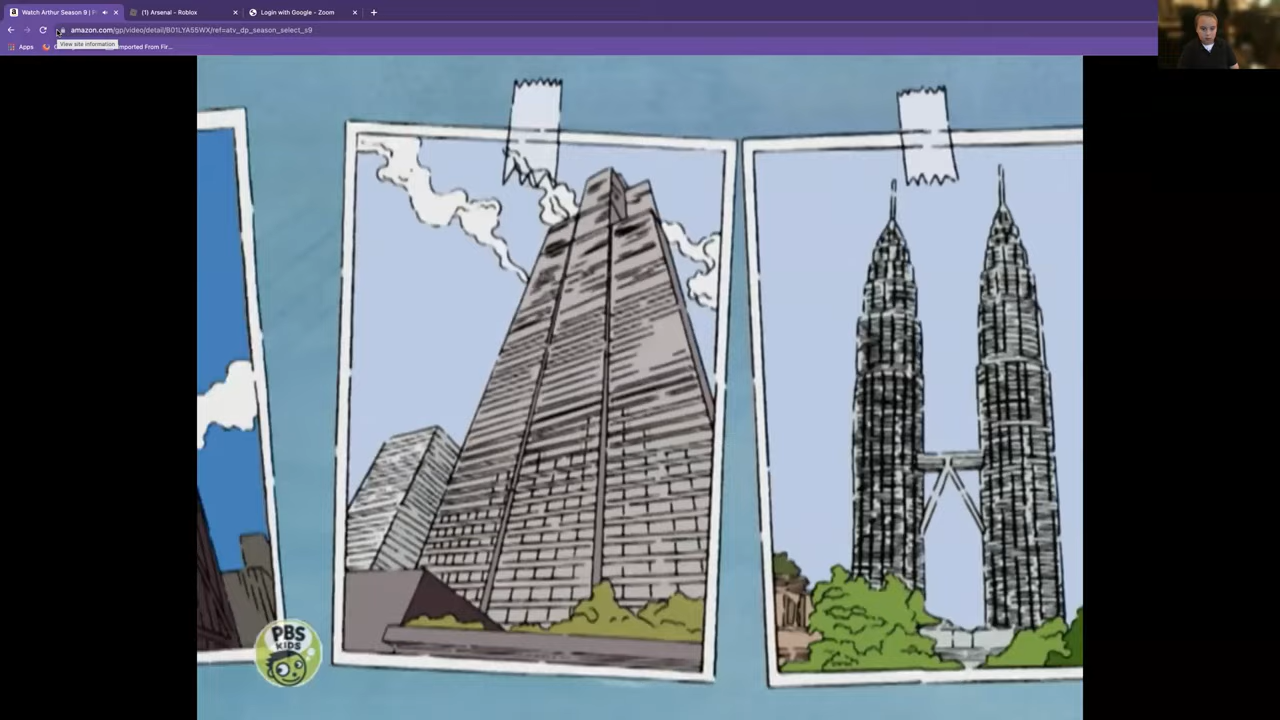 Watch Arthur Season 9 | F
(1) Arsenal - Roblox
Login with Google - Zoom
amazon.com/gp/video/detail/B01LYA55WX/ref=atv_dp_season_select_s9
View site information
Apps
mported From Fir...
PBS
KIDS